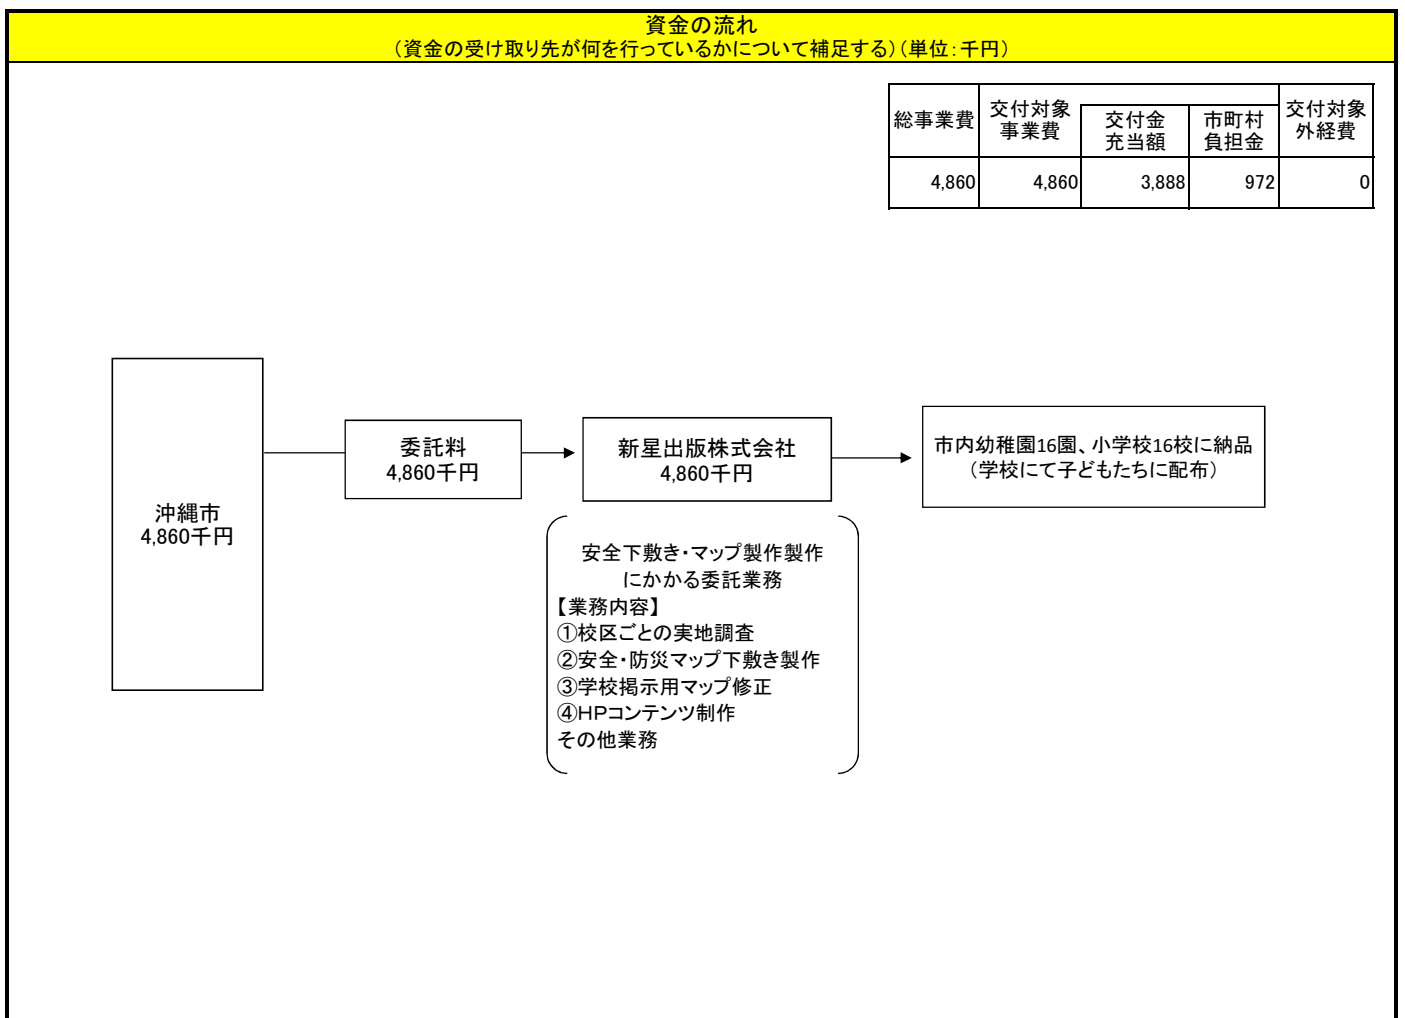 資金の流れ
（資金の受け取り先が何を行っているかについて補足する）（単位：千円）
総事業費
交付対象
事業費
交付金
充当額
市町村
負担金
交付対象
外経費
4,860
4,860
3,888
972
0
沖縄市
4,860千円
委託料
4,860千円
新星出版株式会社
4,860千円
市内幼稚園16園、小学校16校に納品
（学校にて子どもたちに配布）
安全下敷き・マップ製作製作
にかかる委託業務
【業務内容】
①校区ごとの実地調査
②安全・防災マップ下敷き製作
③学校掲示用マップ修正
④HPコンテンツ制作
その他業務